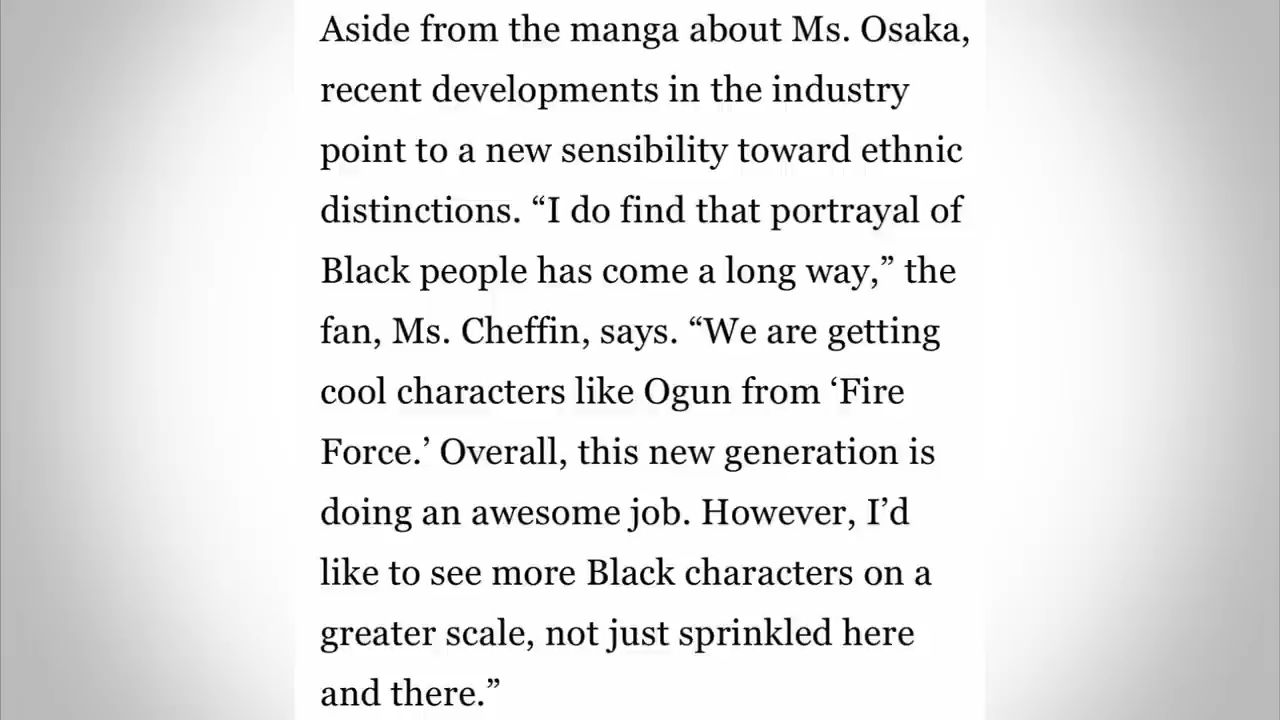 Aside from the manga about Ms. Osaka,
recent developments in the industry
point to a new sensibility toward ethnic
distinctions. “I do find that portrayal of
Black people has come a long way,” the
fan, Ms. Cheffin, says. “We are getting
cool characters like Ogun from ‘Fire
Force.’ Overall, this new generation is
doing an awesome job. However, I’d
like to see more Black characters on a
greater scale, not just sprinkled here
and there.”